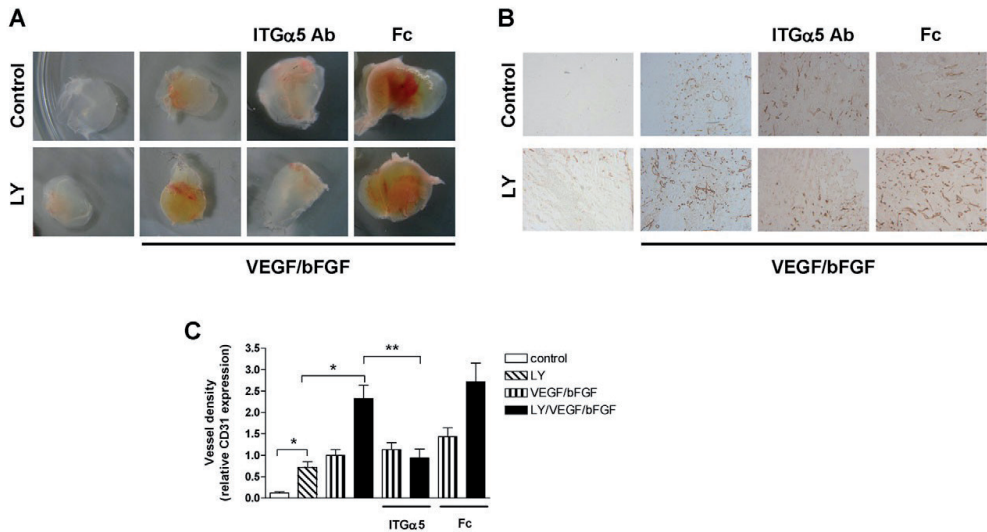 A
ITGα5 Ab Fc
Control
LY
VEGF/bFGF
B
ITGα5 Ab Fc
Control
LY
VEGF/bFGF
C
Vessel density
(relative CD31 expression)
3.5
3.0
2.5
2.0
1.5
1.0
0.5
0.0
*
*
**
ITGα5 Fc
control
LY
VEGF/bFGF
LY/VEGF/bFGF